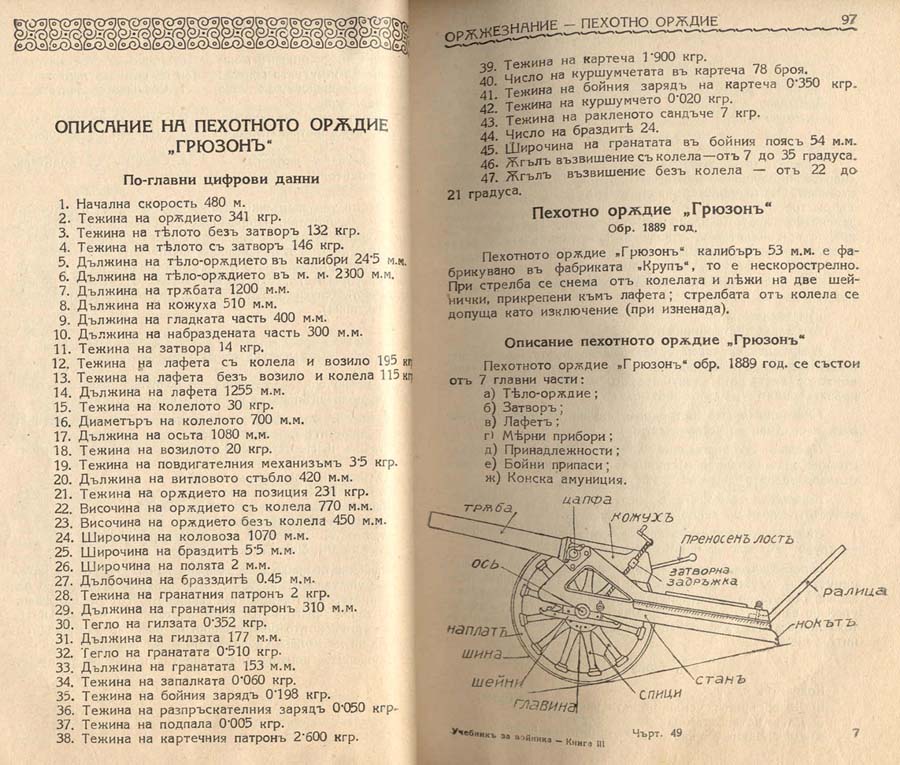 ОПИСАНИЕ НА ПЕХОТНОТО ОРѪДИЕ
„ГРЮЗОНЪ“
По-главни цифрови данни
1. Начална скорость 480 м.
2. Тежина на орѫдието 341 кгр.
3. Тежина на тѣлото безъ затворъ 132 кгр.
4. Тежина на тѣлото съ затворъ 146 кгр.
5. Дължина на тѣло-орѫдието въ калибри 24·5 м.м.
6. Дължина на тѣло-орѫдието въ м. м. 2300 м.м.
7. Дължина на трѫбата 1200 м.м.
8. Дължина на кожуха 510 м.м.
9. Дължина на гладката часть 400 м.м.
10. Дължина на набраздената часть 300 м.м.
11. Тежина на затвора 14 кгр.
12. Тежина на лафета съ колела и возило 195 кг
13. Тежина на лафета безъ возило и колела 115 кг
14. Дължина на лафета 1255 м.м.
15. Тежина на колелото 30 кгр.
16. Диаметъръ на колелото 700 м.м.
17. Дължина на осьта 1080 м.м.
18. Тежина на возилото 20 кгр.
19. Тежина на повдигателния механизъмъ 3·5 кгр.
20. Дължина на витловото стъбло 420 м.м.
21. Тежина на орѫдието на позиция 231 кгр.
22. Височина на орѫдието съ колела 770 м.м.
23. Височина на орѫдието безъ колела 450 м.м.
24. Широчина на коловоза 1070 м.м.
25. Широчина на браздитѣ 5·5 м.м.
26. Широчина на полята 2 м.м.
27. Дълбочина на бразздитѣ 0.45 м.м.
28. Тежина на гранатния патронъ 2 кгр.
29. Дължина на гранатния патронъ 310 м.м.
30. Тегло на гилзата 0·352 кгр.
31. Дължина на гилзата 177 м.м.
32. Тегло на гранатата 0·510 кгр.
33. Дължина на гранатата 153 м.м.
34. Тежина на запалката 0·060 кгр.
35. Тежина на бойния зарядъ 0·198 кгр.
36. Тежина на разпръскателния зарядъ 0·050 кгр.
37. Тежина на подпала 0·005 кгр.
38. Тежина на картечния патронъ 2·600 кгр.
ОРѪЖЕЗНАНИЕ — ПЕХОТНО ОРѪДИЕ 97
39. Тежина на картеча 1·900 кгр.
40. Число на куршумчетата въ картеча 78 броя.
41. Тежина на бойния зарядъ на картеча 0·350 кгр.
42. Тежина на куршумчето 0·020 кгр.
43. Тежина на ракленото сандъче 7 кгр.
44. Число на браздитѣ 24.
45. Широчина на гранатата въ бойния поясъ 54 м.м.
46. Ѫгълъ възвишение съ колела—отъ 7 до 35 градуса.
47. Ѫгълъ възвишение безъ колела — отъ 22 до
21 градуса.
Пехотно орѫдие „Грюзонъ“
Обр. 1889 год.
Пехотното орѫдие „Грюзонъ“ калибъръ 53 м.м. е фа-
брикувано въ фабриката „Крупъ“, то е нескорострелно.
При стрелба се снема отъ колелата и лѣжи на две шей-
нички, прикрепени къмъ лафета; стрелбата отъ колела се
допуща като изключение (при изненада).
Описание пехотното орѫдие „Грюзонъ“
Пехотното орѫдие „Грюзонъ“ обр. 1889 год. се състои
отъ 7 главни части:
а) Тѣло-орѫдие;
б) Затворъ;
в) Лафетъ;
г) Мѣрни прибори;
д) Принадлежности;
е) Бойни припаси;
ж) Конска амуниция.
трѫба
цапфа
кожухъ
преносенъ лостъ
ось
затворна
задръжка
ралица
нокътъ
наплатъ
шина
шейни
главина
спици
станъ
Учебникъ за войника — Книга III Чърт. 49 7